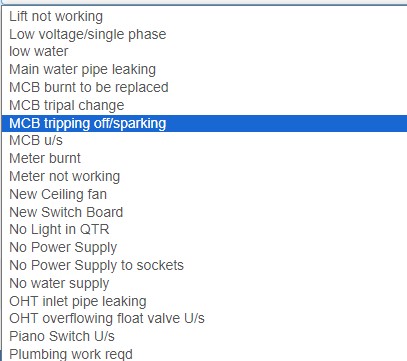 Lift not working
Low voltage/single phase
low water
Main water pipe leaking
MCB burnt to be replaced
MCB tripal change
MCB tripping off/sparking
MCB u/s
Meter burnt
Meter not working
New Ceiling fan
New Switch Board
No Light in QTR
No Power Supply
No Power Supply to sockets
No water supply
OHT inlet pipe leaking
OHT overflowing float valve U/s
Piano Switch U/s
Plumbing work reqd